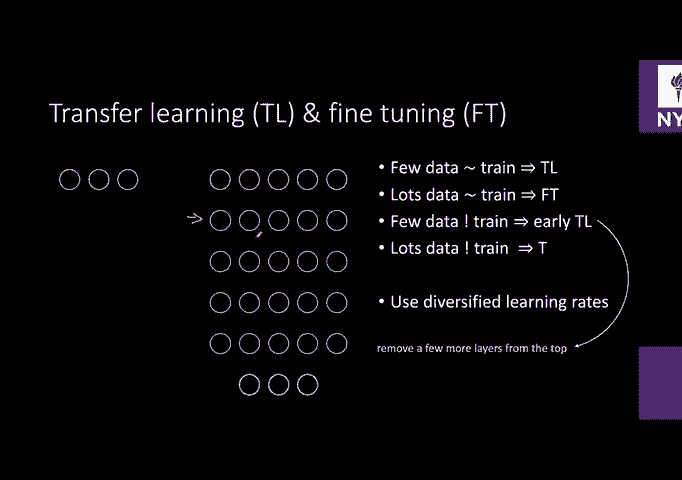 Transfer learning (TL) & fine tuning (FT)
• Few data ~ train ⇒ TL
• Lots data ~ train ⇒ FT
• Few data ! train ⇒ early TL
• Lots data ! train ⇒ T
• Use diversified learning rates
remove a few more layers from the top
NY